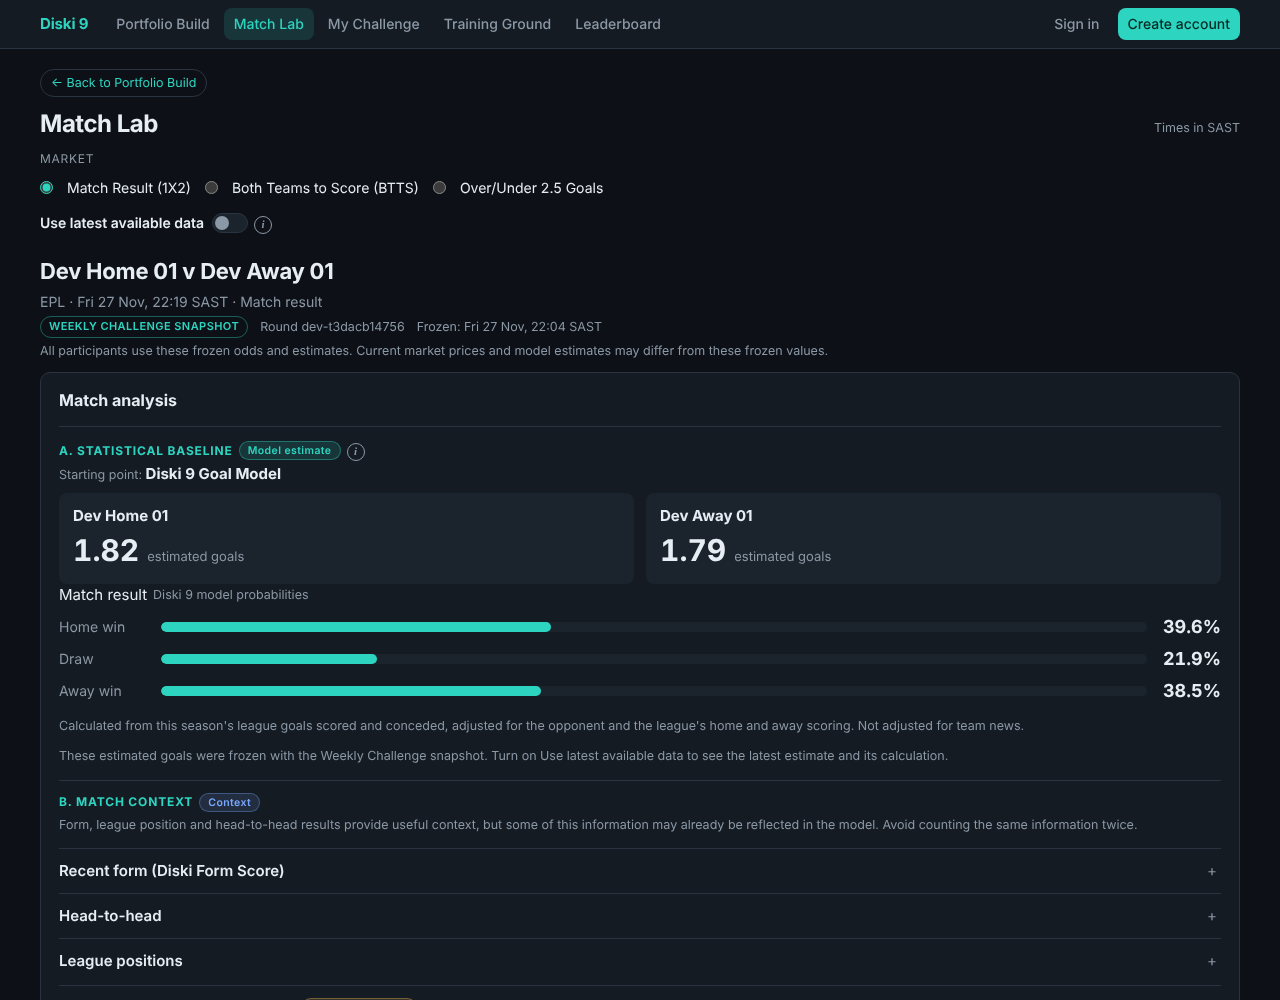 Diski 9 Portfolio Build Match Lab My Challenge Training Ground Leaderboard Sign in Create account
← Back to Portfolio Build
Match Lab
Times in SAST
MARKET
Match Result (1X2) Both Teams to Score (BTTS) Over/Under 2.5 Goals
Use latest available data i
Dev Home 01 v Dev Away 01
EPL · Fri 27 Nov, 22:19 SAST · Match result
WEEKLY CHALLENGE SNAPSHOT Round dev-t3dacb14756 Frozen: Fri 27 Nov, 22:04 SAST
All participants use these frozen odds and estimates. Current market prices and model estimates may differ from these frozen values.
Match analysis
A. STATISTICAL BASELINE Model estimate i
Starting point: Diski 9 Goal Model
Dev Home 01
1.82 estimated goals
Dev Away 01
1.79 estimated goals
Match result Diski 9 model probabilities
Home win 39.6%
Draw 21.9%
Away win 38.5%
Calculated from this season's league goals scored and conceded, adjusted for the opponent and the league's home and away scoring. Not adjusted for team news.
These estimated goals were frozen with the Weekly Challenge snapshot. Turn on Use latest available data to see the latest estimate and its calculation.
B. MATCH CONTEXT Context
Form, league position and head-to-head results provide useful context, but some of this information may already be reflected in the model. Avoid counting the same information twice.
Recent form (Diski Form Score) +
Head-to-head +
League positions +